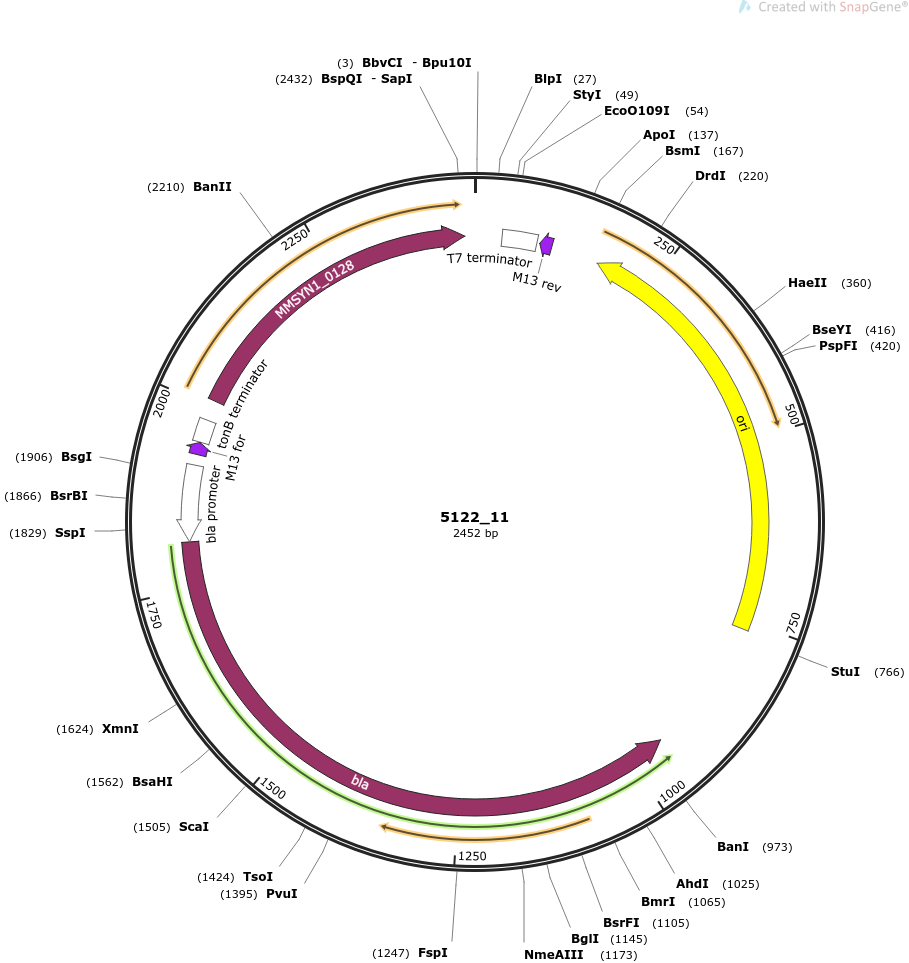 Created with SnapGene®
(3) BbvCI - Bpu10I
(2432) BspQI - SapI
BlpI (27)
StyI (49)
EcoO109I (54)
ApoI (137)
BsmI (167)
DrdI (220)
(2210) BanII
2250
250
T7 terminator
M13 rev
MMSYN1_0128
HaeII (360)
BseYI (416)
PspFI (420)
2000
tonB terminator
500
ori
M13 for
(1906) BsgI
bla promoter
(1866) BsrBI
(1829) SspI
5122_11
2452 bp
1750
750
StuI (766)
(1624) XmnI
(1562) BsaHI
bla
1500
1000
(1505) ScaI
BanI (973)
1250
(1424) TsoI
(1395) PvuI
AhdI (1025)
BmrI (1065)
BsrFI (1105)
BglI (1145)
(1247) FspI
NmeAIII (1173)